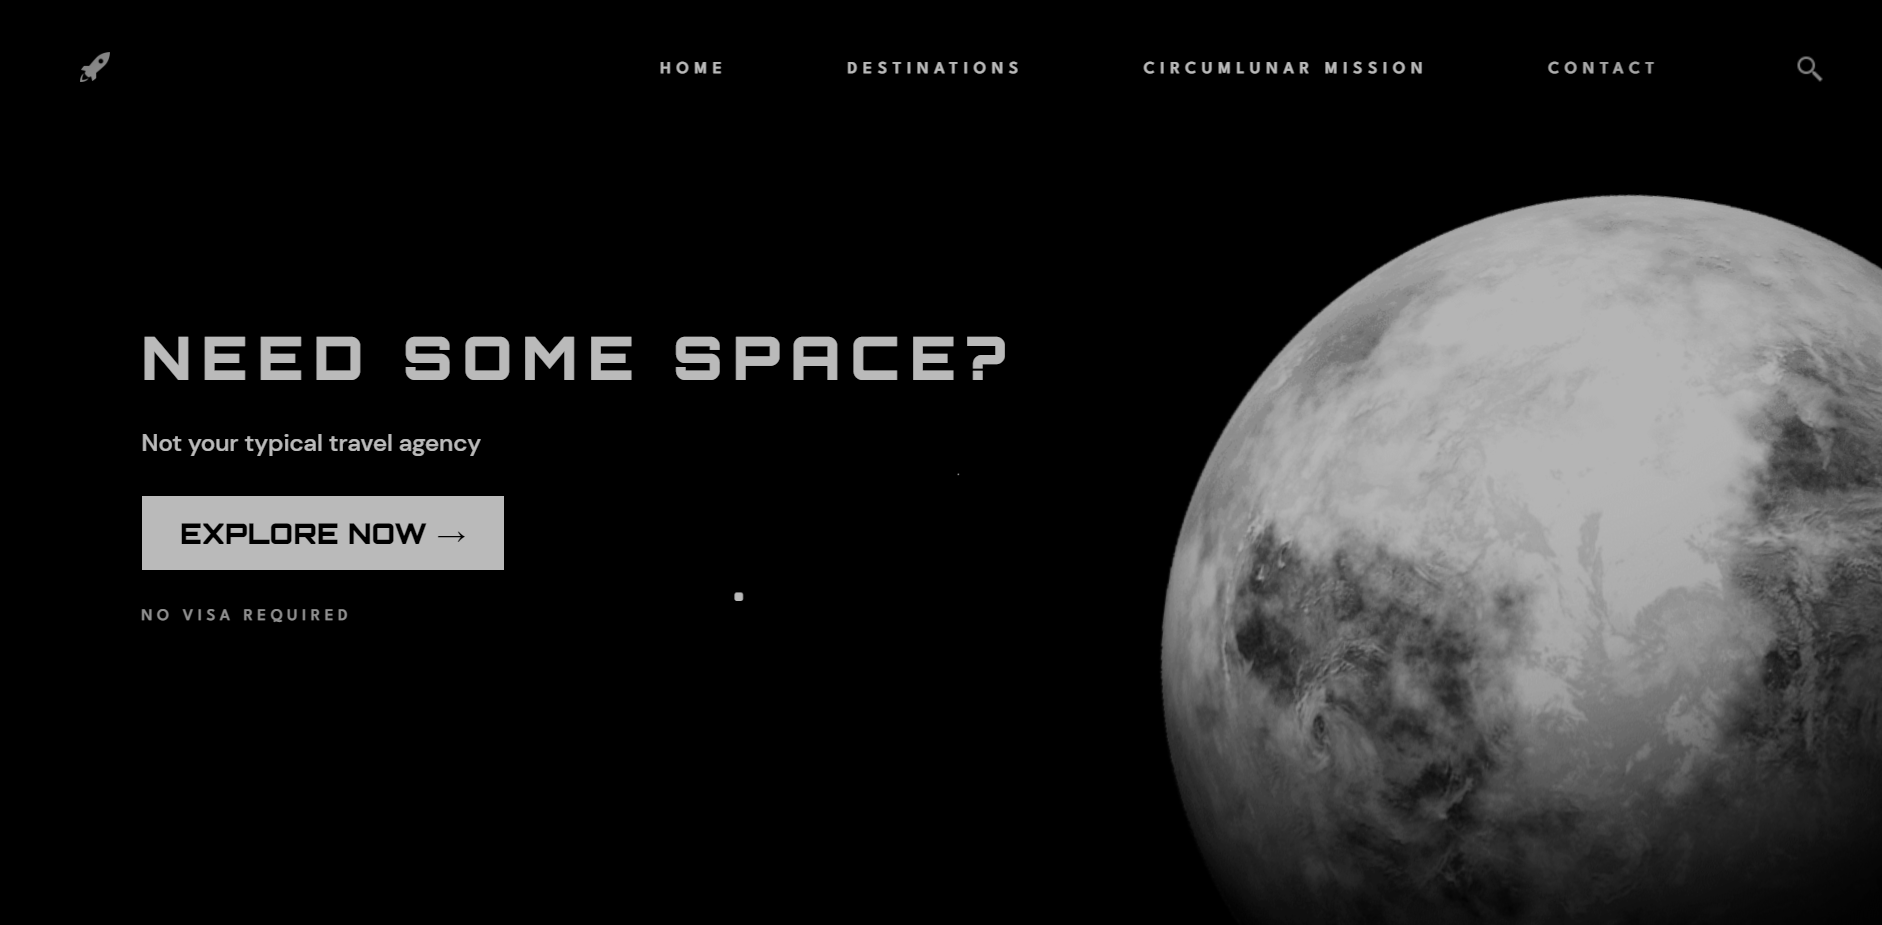 HOME
DESTINATIONS
CIRCUMLUNAR MISSION
CONTACT
NEED SOME SPACE?
Not your typical travel agency
EXPLORE NOW →
NO VISA REQUIRED